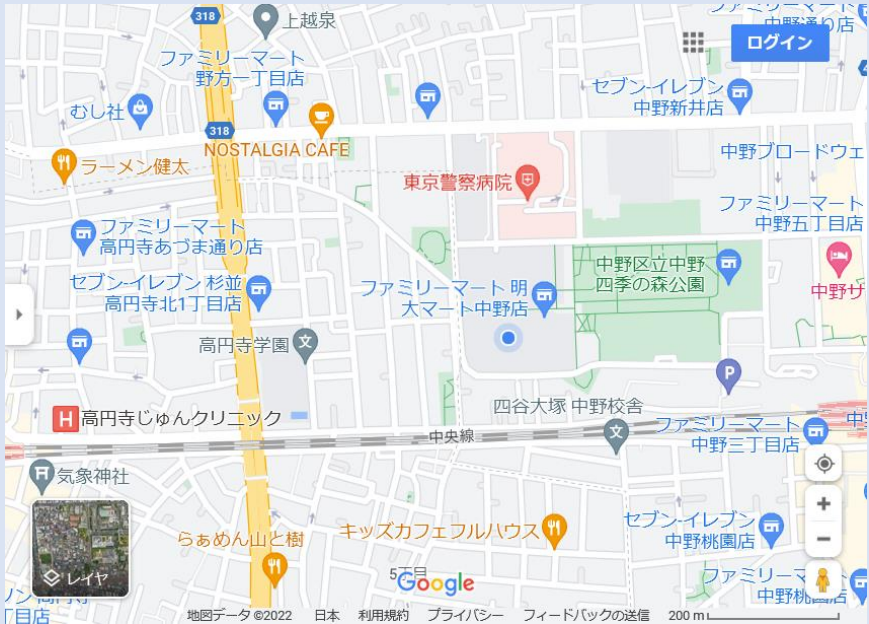 318
上越泉
ファミリーマート
中野通り店
ログイン
ファミリーマート
野方一丁目店
セブン-イレブン
中野新井店
むし社
318
NOSTALGIA CAFE
中野ブロードウェ
ラーメン健太
東京警察病院
ファミリーマート
高円寺あづま通り店
ファミリーマート
中野五丁目店
セブン-イレブン 杉並
高円寺北1丁目店
ファミリーマート 明
大マート中野店
中野区立中野
四季の森公園
中野サ
高円寺学園
文
P
四谷大塚 中野校舎
文
H
高円寺じゅんクリニック
中央線
ファミリーマート
中野三丁目店
中野
気象神社
らぁめん山と樹
キッズカフェフルハウス
セブン-イレブン
中野桃園店
レイヤ
5丁目
Google
ファミリーマ
中野桃園店
丁目店
地図データ ©2022 日本 利用規約 プライバシー フィードバックの送信 200 m